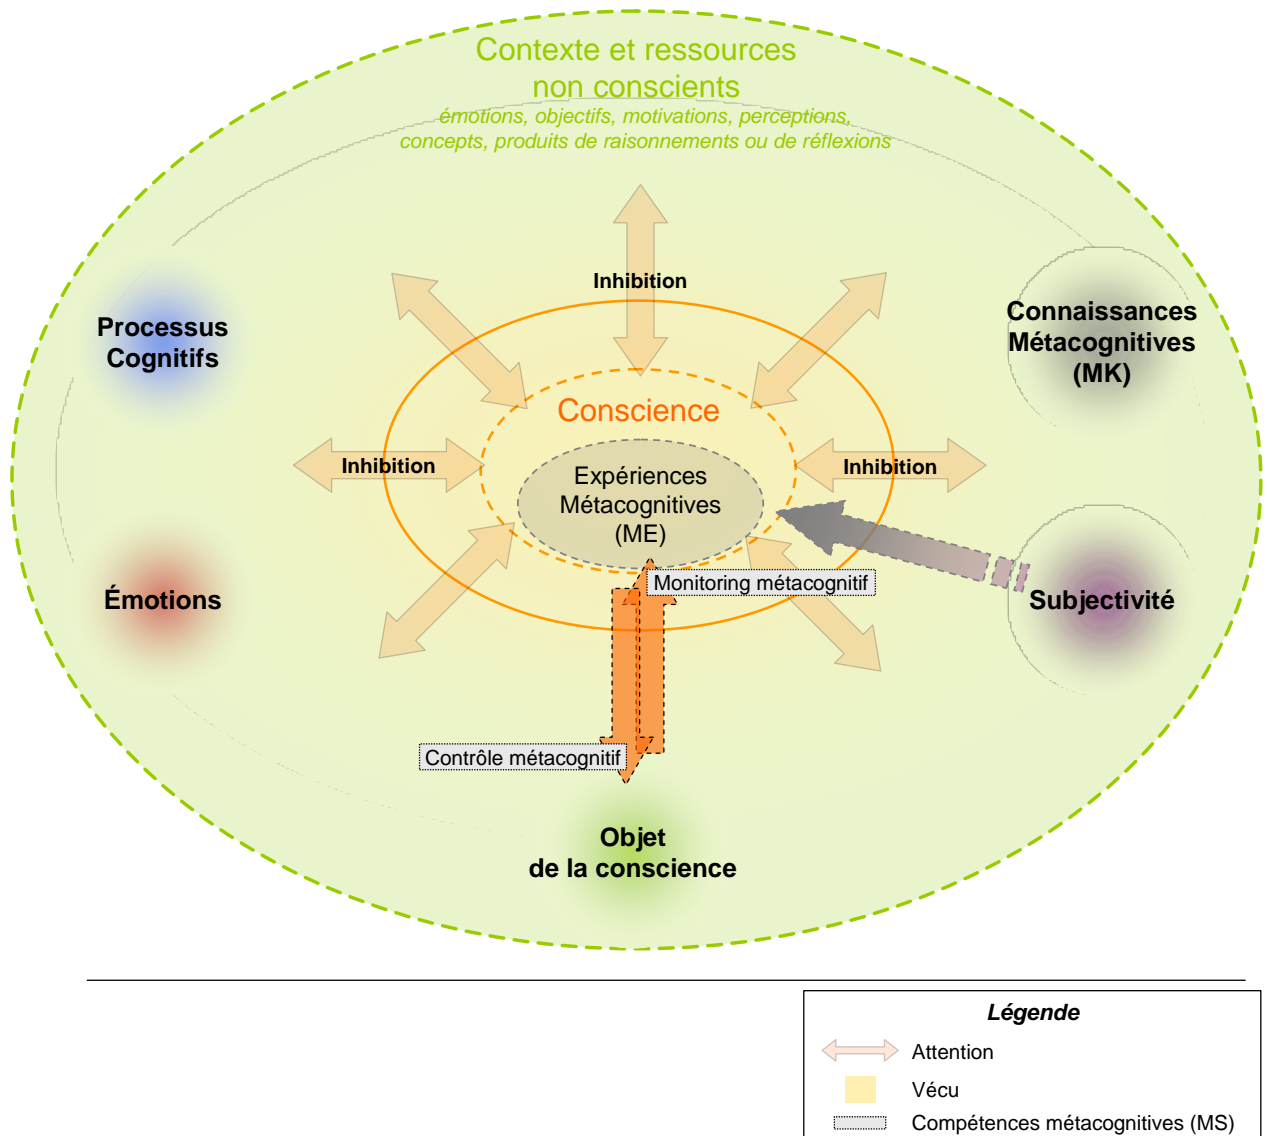 Contexte et ressources
non conscients
émotions, objectifs, motivations, perceptions,
concepts, produits de raisonnements ou de réflexions
Inhibition
Processus
Cognitifs
Connaissances
Métacognitives
(MK)
Conscience
Inhibition
Inhibition
Expériences
Métacognitives
(ME)
Monitoring métacognitif
Émotions
Subjectivité
Contrôle métacognitif
Objet
de la conscience
Légende
Attention
Vécu
Compétences métacognitives (MS)